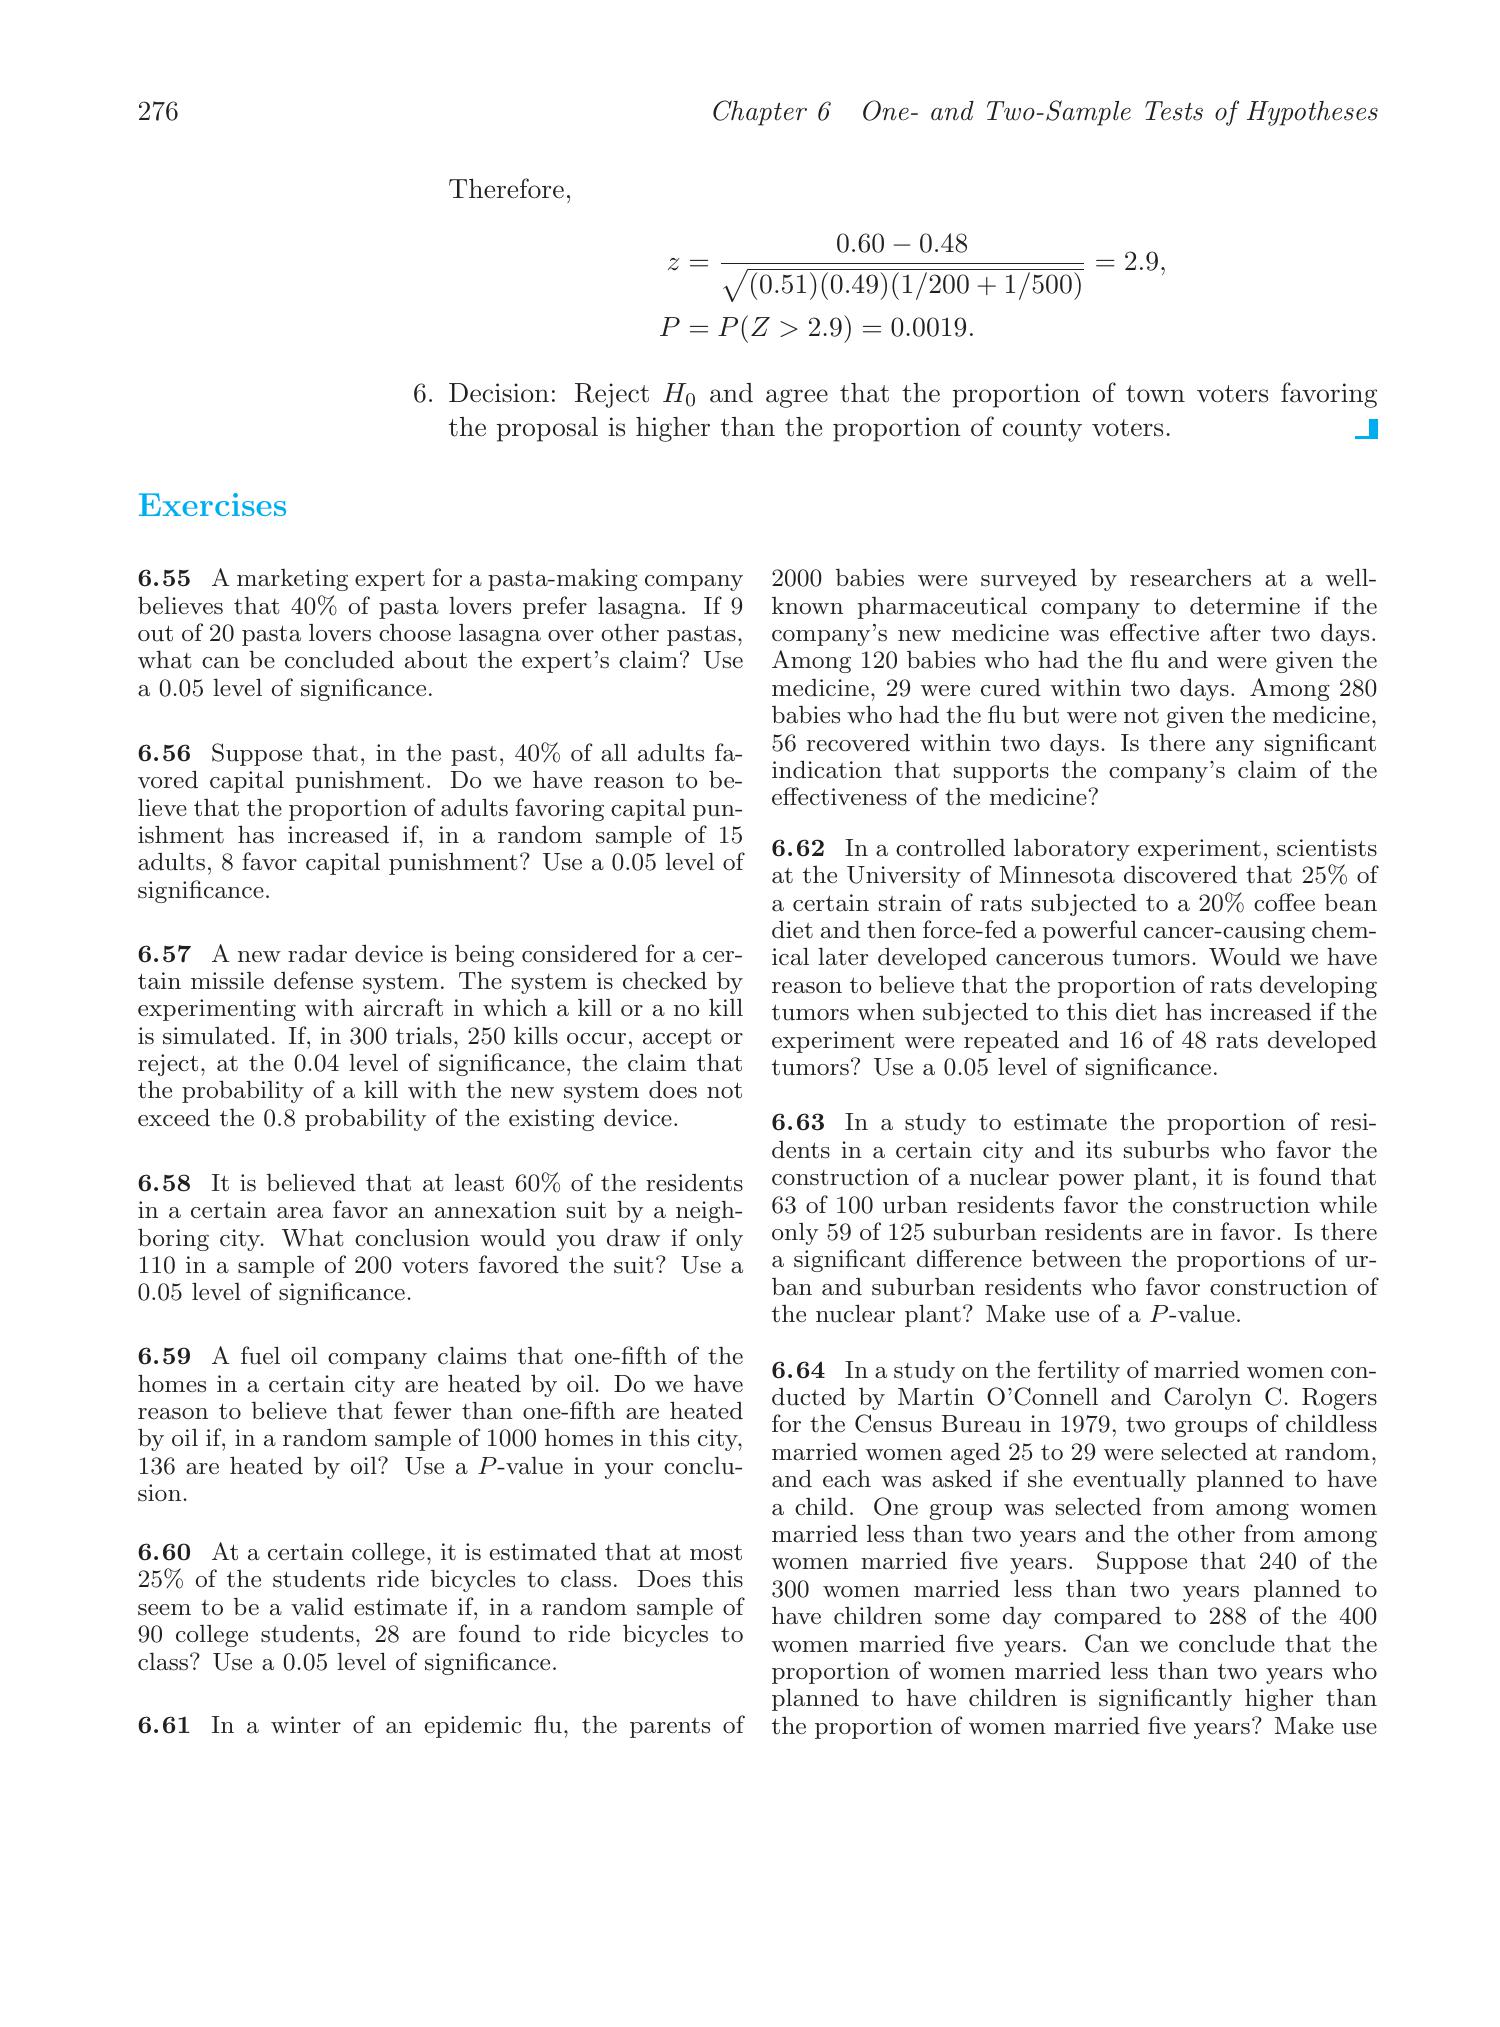 276
Chapter 6 One- and Two-Sample Tests of Hypotheses
Therefore,
z = (0.60 − 0.48) / √((0.51)(0.49)(1/200 + 1/500)) = 2.9,
P = P(Z > 2.9) = 0.0019.
6. Decision: Reject H₀ and agree that the proportion of town voters favoring
the proposal is higher than the proportion of county voters.
Exercises
6.55 A marketing expert for a pasta-making company
believes that 40% of pasta lovers prefer lasagna. If 9
out of 20 pasta lovers choose lasagna over other pastas,
what can be concluded about the expert's claim? Use
a 0.05 level of significance.
6.56 Suppose that, in the past, 40% of all adults fa-
vored capital punishment. Do we have reason to be-
lieve that the proportion of adults favoring capital pun-
ishment has increased if, in a random sample of 15
adults, 8 favor capital punishment? Use a 0.05 level of
significance.
6.57 A new radar device is being considered for a cer-
tain missile defense system. The system is checked by
experimenting with aircraft in which a kill or a no kill
is simulated. If, in 300 trials, 250 kills occur, accept or
reject, at the 0.04 level of significance, the claim that
the probability of a kill with the new system does not
exceed the 0.8 probability of the existing device.
6.58 It is believed that at least 60% of the residents
in a certain area favor an annexation suit by a neigh-
boring city. What conclusion would you draw if only
110 in a sample of 200 voters favored the suit? Use a
0.05 level of significance.
6.59 A fuel oil company claims that one-fifth of the
homes in a certain city are heated by oil. Do we have
reason to believe that fewer than one-fifth are heated
by oil if, in a random sample of 1000 homes in this city,
136 are heated by oil? Use a P-value in your conclu-
sion.
6.60 At a certain college, it is estimated that at most
25% of the students ride bicycles to class. Does this
seem to be a valid estimate if, in a random sample of
90 college students, 28 are found to ride bicycles to
class? Use a 0.05 level of significance.
6.61 In a winter of an epidemic flu, the parents of
2000 babies were surveyed by researchers at a well-
known pharmaceutical company to determine if the
company's new medicine was effective after two days.
Among 120 babies who had the flu and were given the
medicine, 29 were cured within two days. Among 280
babies who had the flu but were not given the medicine,
56 recovered within two days. Is there any significant
indication that supports the company's claim of the
effectiveness of the medicine?
6.62 In a controlled laboratory experiment, scientists
at the University of Minnesota discovered that 25% of
a certain strain of rats subjected to a 20% coffee bean
diet and then force-fed a powerful cancer-causing chem-
ical later developed cancerous tumors. Would we have
reason to believe that the proportion of rats developing
tumors when subjected to this diet has increased if the
experiment were repeated and 16 of 48 rats developed
tumors? Use a 0.05 level of significance.
6.63 In a study to estimate the proportion of resi-
dents in a certain city and its suburbs who favor the
construction of a nuclear power plant, it is found that
63 of 100 urban residents favor the construction while
only 59 of 125 suburban residents are in favor. Is there
a significant difference between the proportions of ur-
ban and suburban residents who favor construction of
the nuclear plant? Make use of a P-value.
6.64 In a study on the fertility of married women con-
ducted by Martin O'Connell and Carolyn C. Rogers
for the Census Bureau in 1979, two groups of childless
married women aged 25 to 29 were selected at random,
and each was asked if she eventually planned to have
a child. One group was selected from among women
married less than two years and the other from among
women married five years. Suppose that 240 of the
300 women married less than two years planned to
have children some day compared to 288 of the 400
women married five years. Can we conclude that the
proportion of women married less than two years who
planned to have children is significantly higher than
the proportion of women married five years? Make use